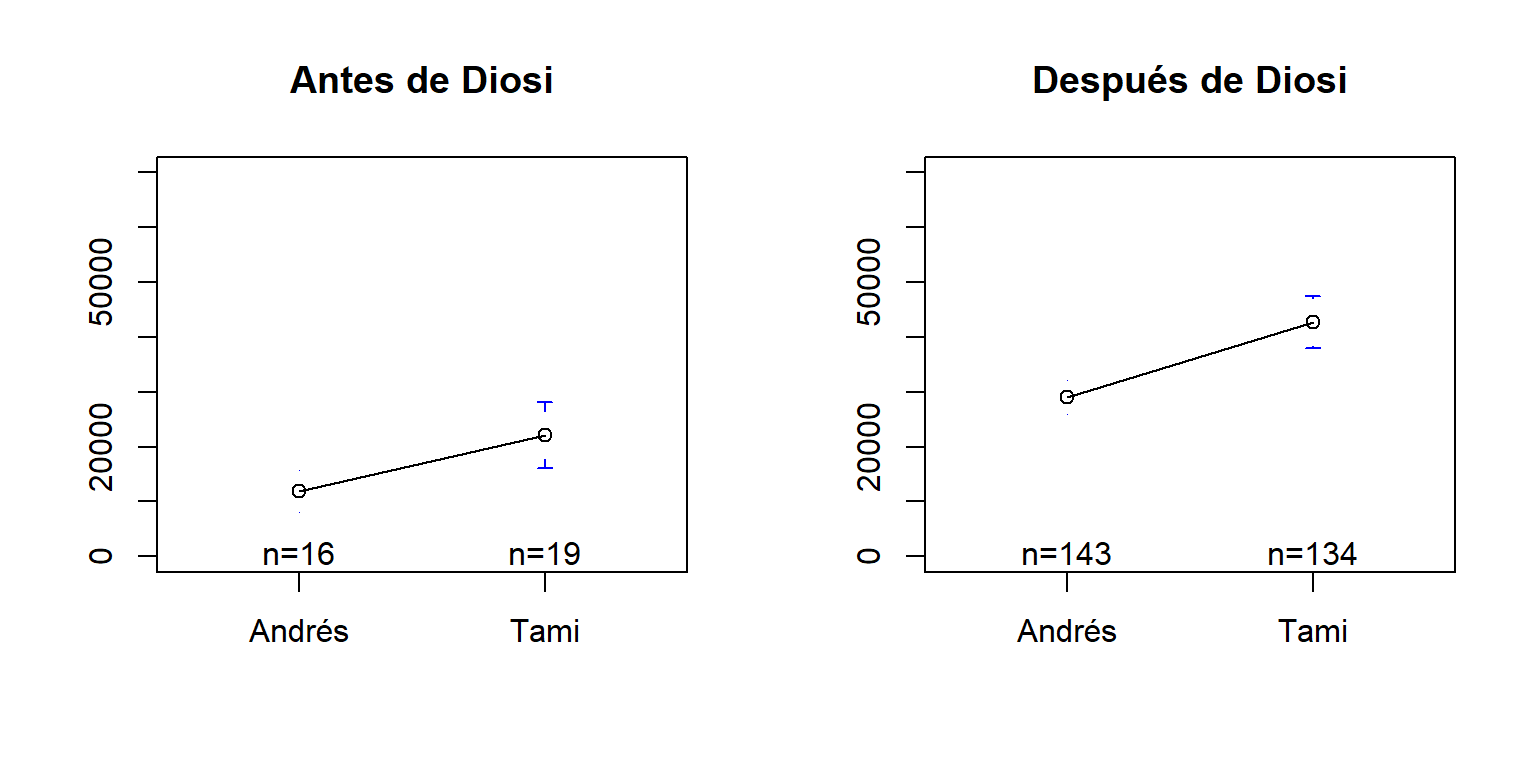 Antes de Diosi
50000
20000
0
n=16
n=19
Andrés
Tami
Después de Diosi
50000
20000
0
n=143
n=134
Andrés
Tami